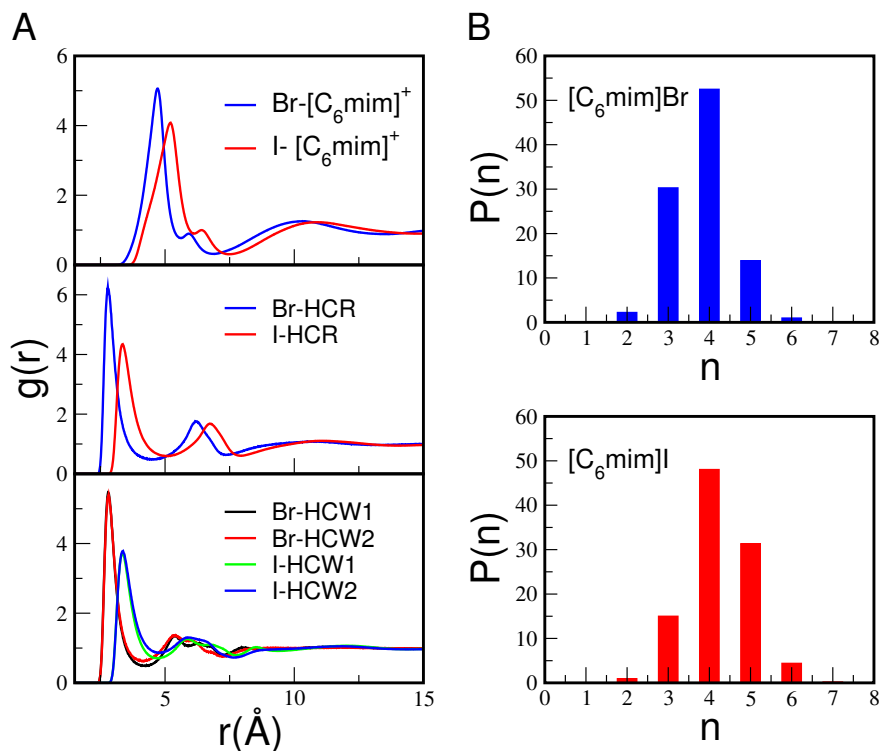 A
g(r)
6
4
2
0
Br-[C6mim]+
I- [C6mim]+
6
4
2
0
Br-HCR
I-HCR
4
2
0
Br-HCW1
Br-HCW2
I-HCW1
I-HCW2
5 10 15
r(Å)
B
P(n)
60
50
40
30
20
10
0
[C6mim]Br
0 1 2 3 4 5 6 7 8
n
P(n)
60
50
40
30
20
10
0
[C6mim]I
0 1 2 3 4 5 6 7 8
n